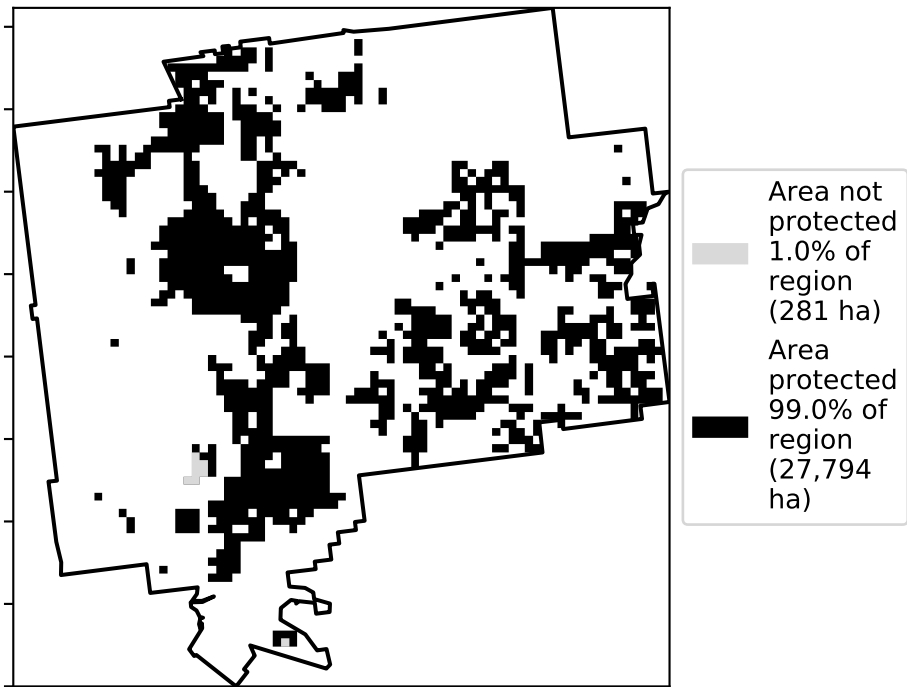 Area not
protected
1.0% of
region
(281 ha)
Area
protected
99.0% of
region
(27,794
ha)